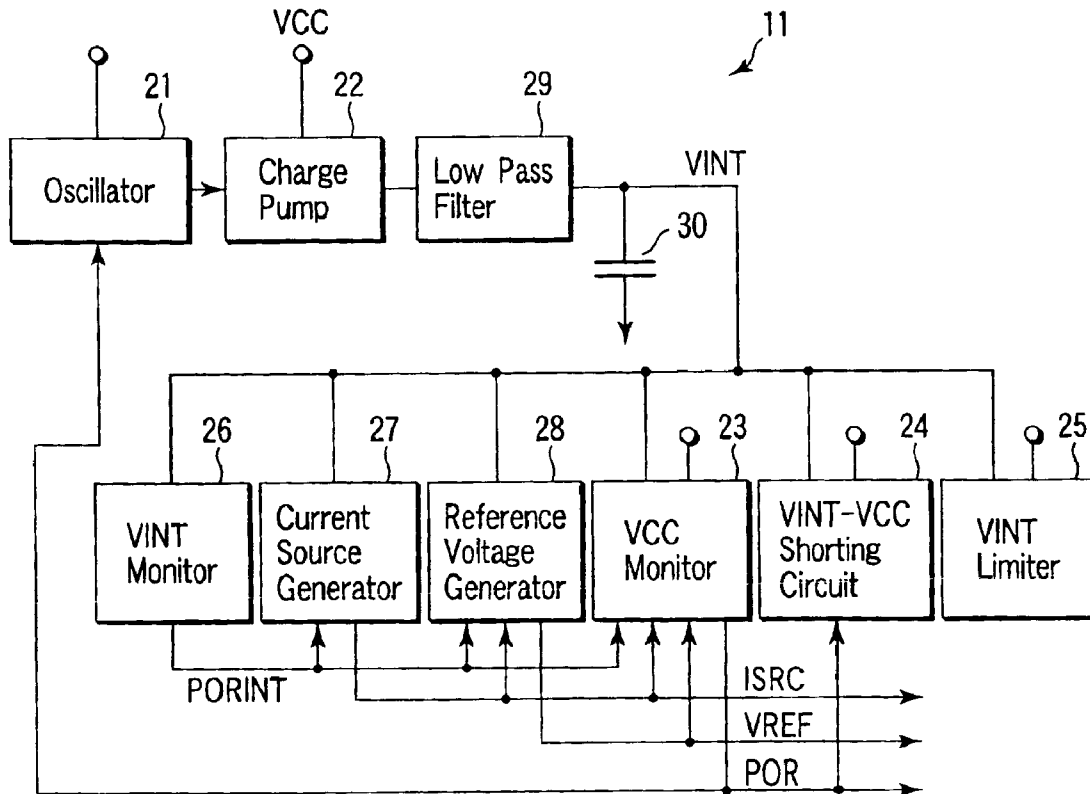 VCC
11
21
22
29
Oscillator
Charge
Pump
Low Pass
Filter
VINT
30
26
27
28
23
24
25
VINT
Monitor
Current
Source
Generator
Reference
Voltage
Generator
VCC
Monitor
VINT-VCC
Shorting
Circuit
VINT
Limiter
PORINT
ISRC
VREF
POR